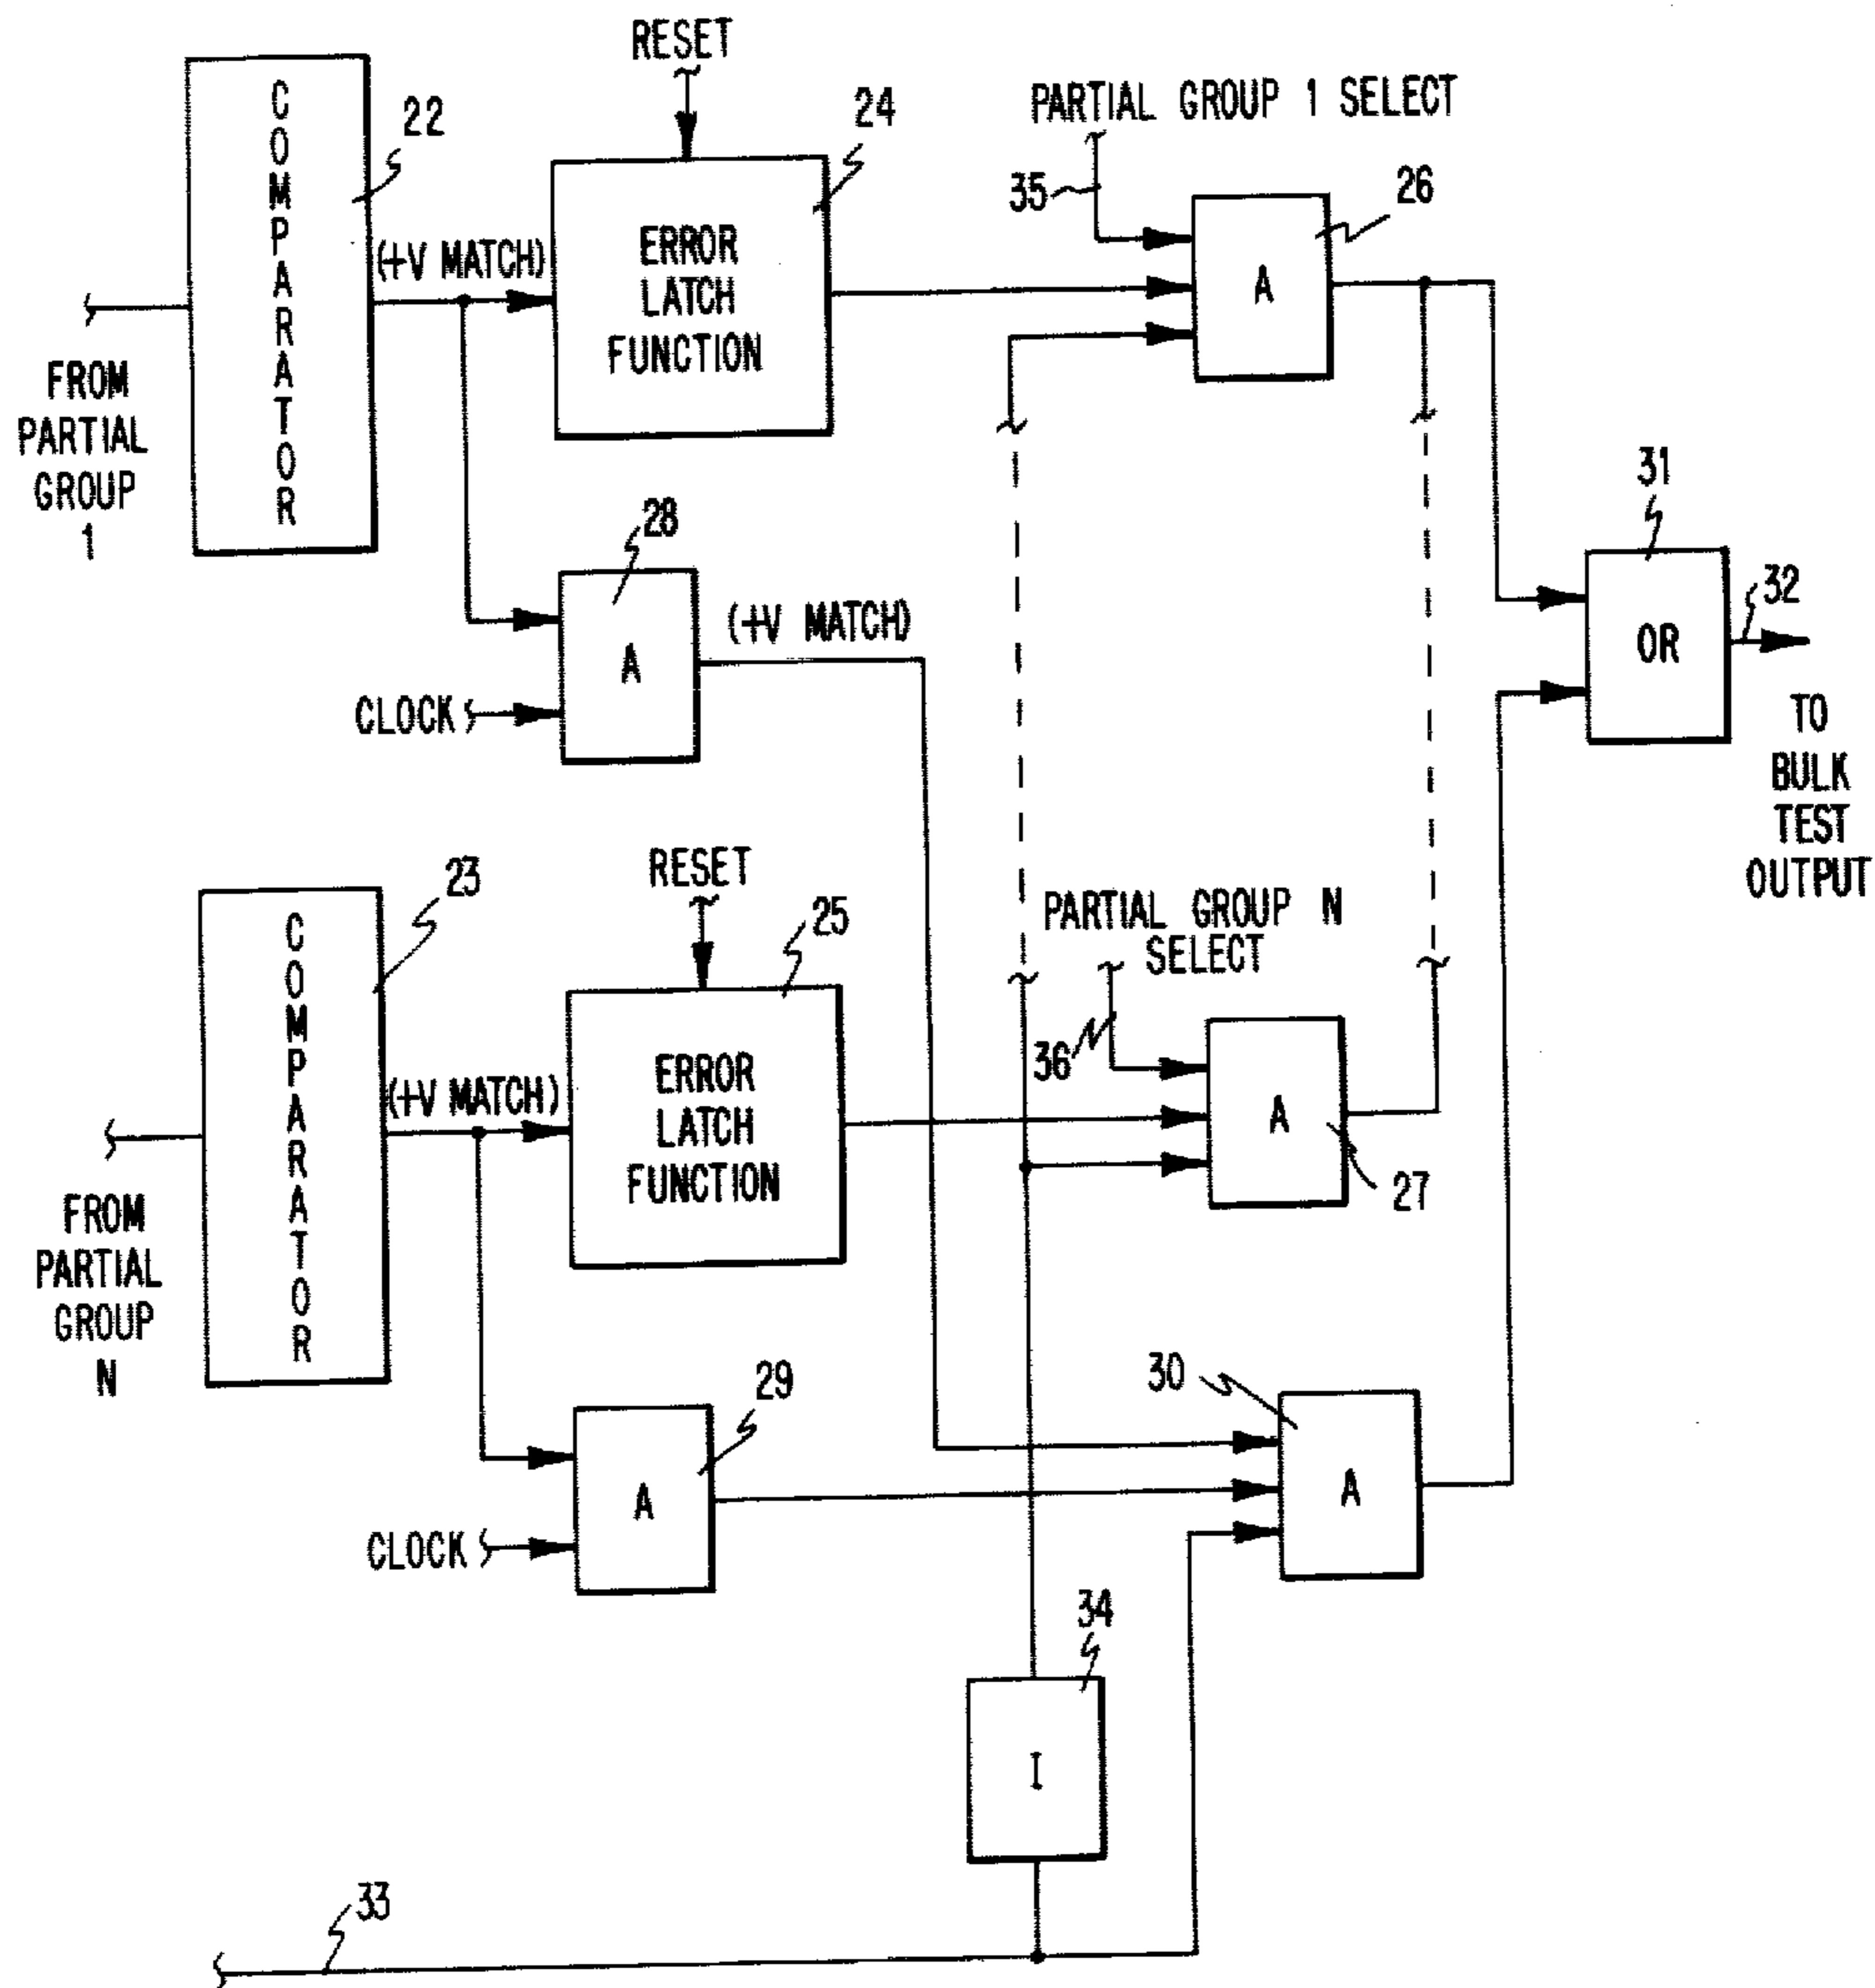 RESET
COMPARATOR
22
24
PARTIAL GROUP 1 SELECT
35
26
(+V MATCH)
ERROR
LATCH
FUNCTION
A
FROM
PARTIAL
GROUP
1
28
(+V MATCH)
A
CLOCK
31
32
OR
TO
BULK
TEST
OUTPUT
RESET
COMPARATOR
23
25
PARTIAL GROUP N
SELECT
36
(+V MATCH)
ERROR
LATCH
FUNCTION
A
27
FROM
PARTIAL
GROUP
N
29
30
A
A
CLOCK
34
I
33